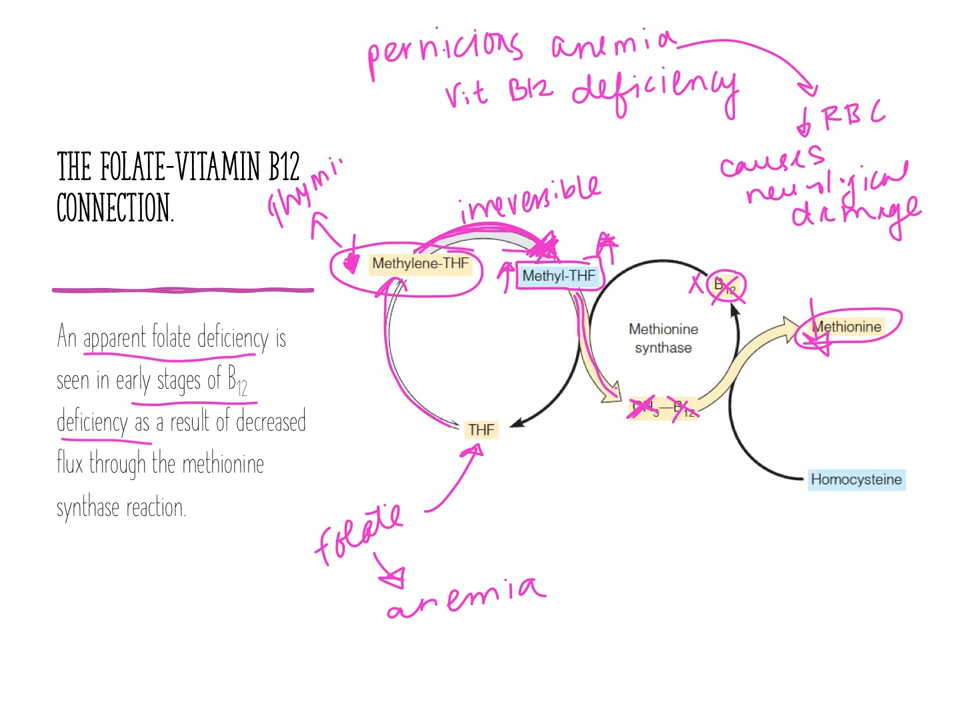 pernicious anemia
Vit B12 deficiency
↓ RBC
causes
neurological
damage
THE FOLATE-VITAMIN B12
CONNECTION.
Thymi
irreversible
Methylene-THF
Methyl-THF
B12
Methionine
synthase
Methionine
CH3—B12
THF
Homocysteine
An apparent folate deficiency is
seen in early stages of B12
deficiency as a result of decreased
flux through the methionine
synthase reaction.
folate
anemia